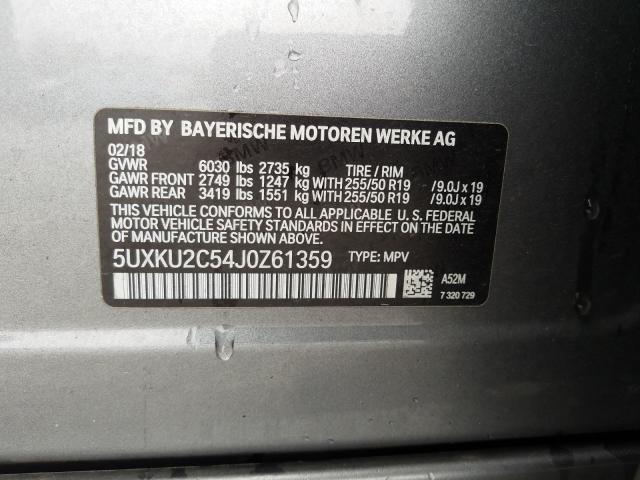 MFD BY BAYERISCHE MOTOREN WERKE AG
02/18
GVWR 6030 lbs 2735 kg TIRE / RIM
GAWR FRONT 2749 lbs 1247 kg WITH 255/50 R19 /9.0J x 19
GAWR REAR 3419 lbs 1551 kg WITH 255/50 R19 /9.0J x 19
THIS VEHICLE CONFORMS TO ALL APPLICABLE U. S. FEDERAL
MOTOR VEHICLE SAFETY STANDARDS IN EFFECT ON THE
DATE OF MANUFACTURE SHOWN ABOVE.
5UXKU2C54J0Z61359 TYPE: MPV
A52M
7 320 729